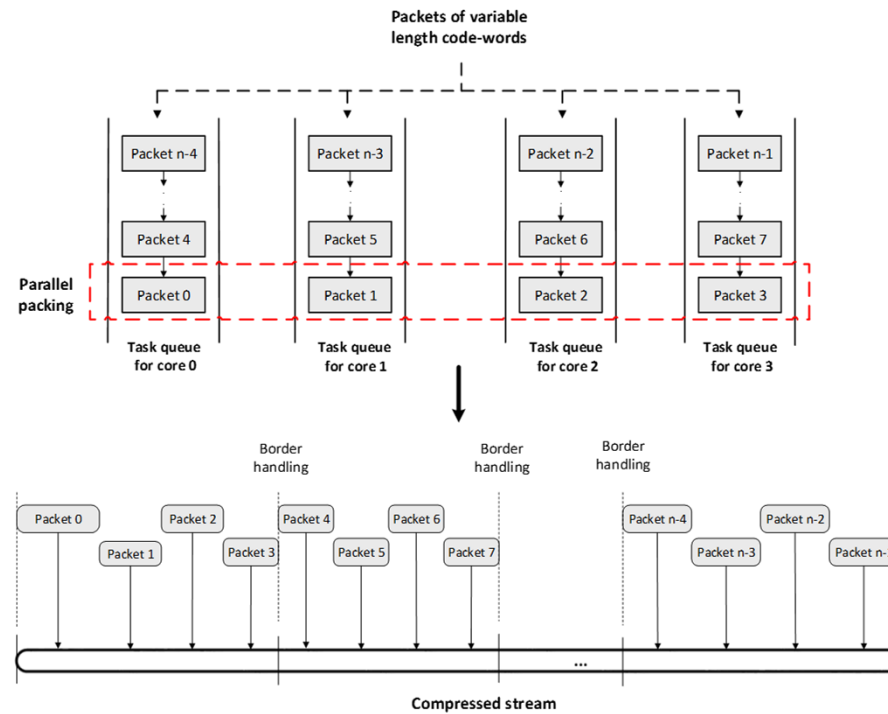 Packets of variable
length code-words
Packet n-4
Packet n-3
Packet n-2
Packet n-1
Packet 4
Packet 5
Packet 6
Packet 7
Parallel
packing
Packet 0
Packet 1
Packet 2
Packet 3
Task queue
for core 0
Task queue
for core 1
Task queue
for core 2
Task queue
for core 3
Border
handling
Border
handling
Border
handling
Packet 0
Packet 2
Packet 4
Packet 6
Packet n-4
Packet n-2
Packet 1
Packet 3
Packet 5
Packet 7
Packet n-3
Packet n-
...
Compressed stream